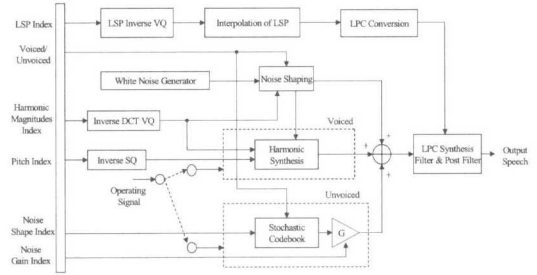 LSP Index
LSP Inverse VQ
Interpolation of LSP
LPC Conversion
Voiced/
Unvoiced
White Noise Generator
Noise Shaping
Harmonic
Magnitudes
Index
Inverse DCT VQ
Voiced
Harmonic
Synthesis
+
+
+
LPC Synthesis
Filter & Post Filter
Output
Speech
Pitch Index
Inverse SQ
Operating
Signal
Unvoiced
Noise
Shape Index
Stochastic
Codebook
G
Noise
Gain Index